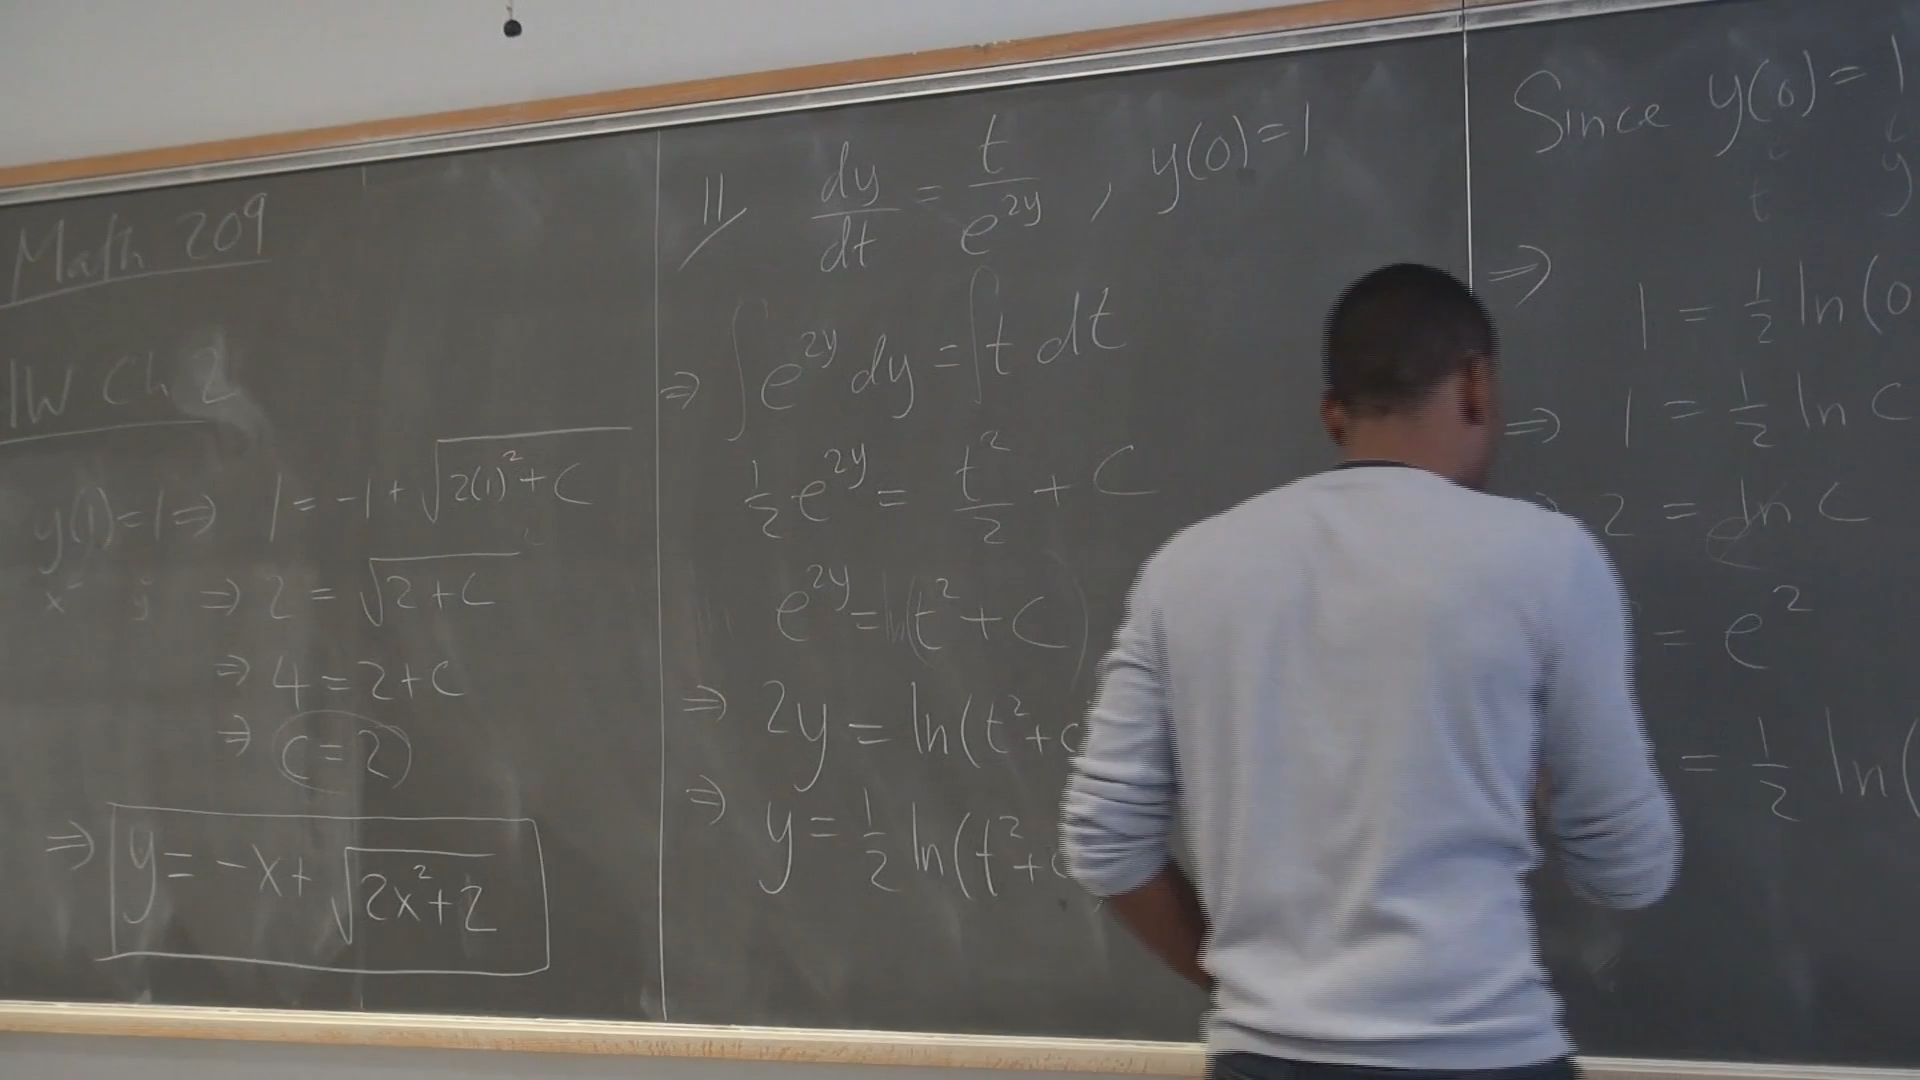 Math 209
HW Ch 2
y(1)=1 ⇒ 1 = -1 + √(2(1)²+C)
x y
⇒ 2 = √(2+C)
⇒ 4 = 2+C
⇒ C=2
⇒ y = -x + √(2x²+2)
11/ dy/dt = t/e^(2y) , y(0)=1
⇒ ∫e^(2y) dy = ∫t dt
½e^(2y) = t²/2 + C
e^(2y) = ln(t²+C)
⇒ 2y = ln(t²+C
⇒ y = ½ ln(t²+C
Since y(0)=1
t y
⇒ 1 = ½ ln(0
⇒ 1 = ½ ln C
⇒ 2 = ln C
= e²
= ½ ln(